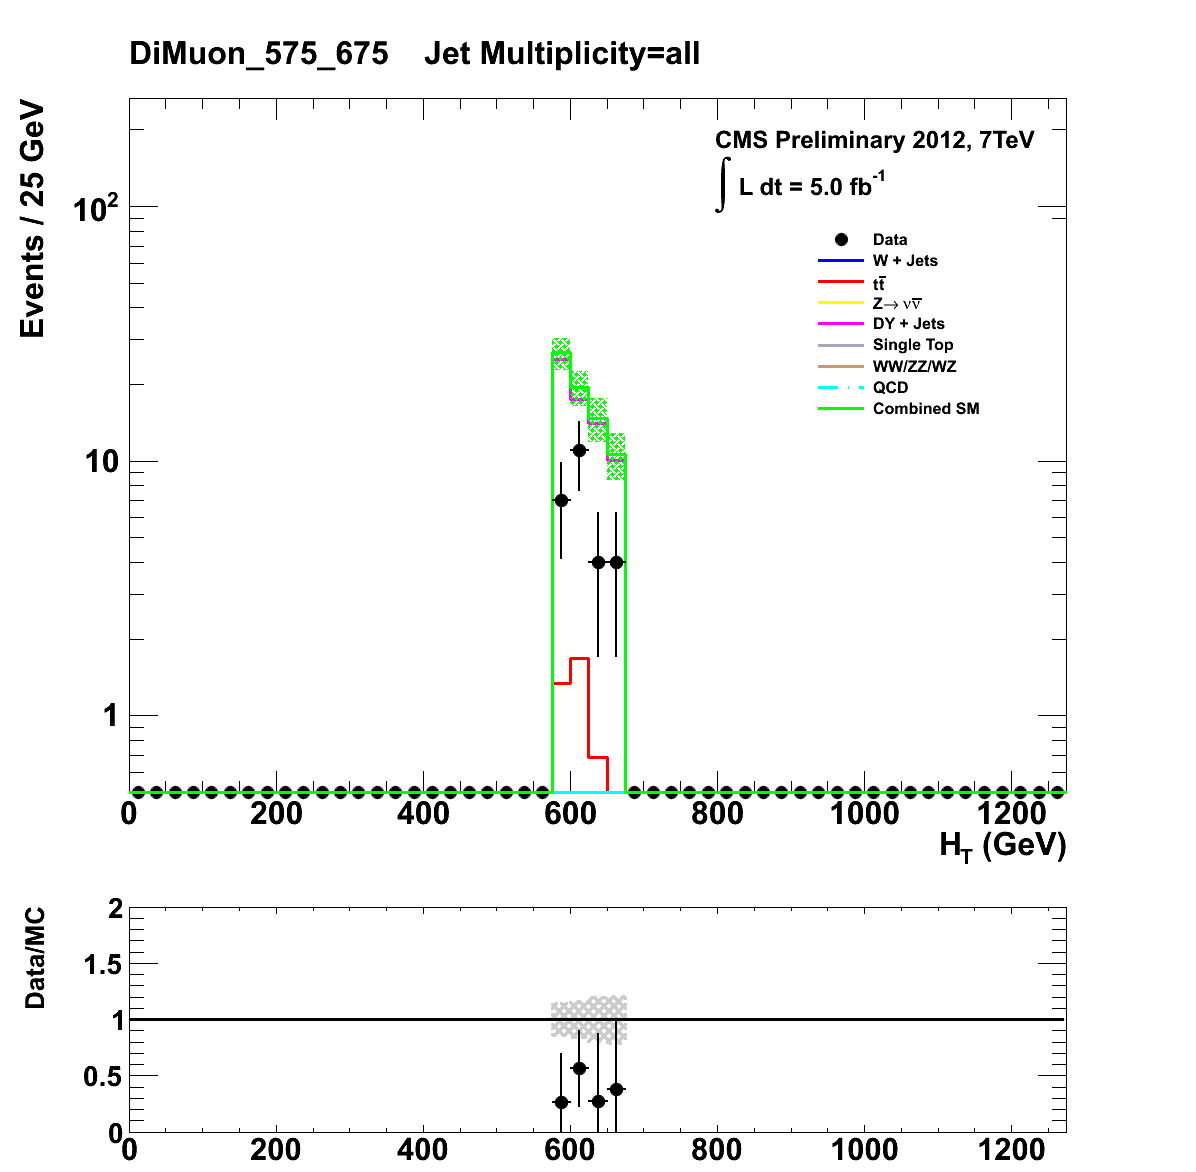 DiMuon_575_675 Jet Multiplicity=all
Events / 25 GeV
CMS Preliminary 2012, 7TeV
∫ L dt = 5.0 fb⁻¹
Data
W + Jets
tt̅
Z→ νν̅
DY + Jets
Single Top
WW/ZZ/WZ
QCD
Combined SM
10²
10
1
0 200 400 600 800 1000 1200
H_T (GeV)
Data/MC
2
1.5
1
0.5
0
0 200 400 600 800 1000 1200